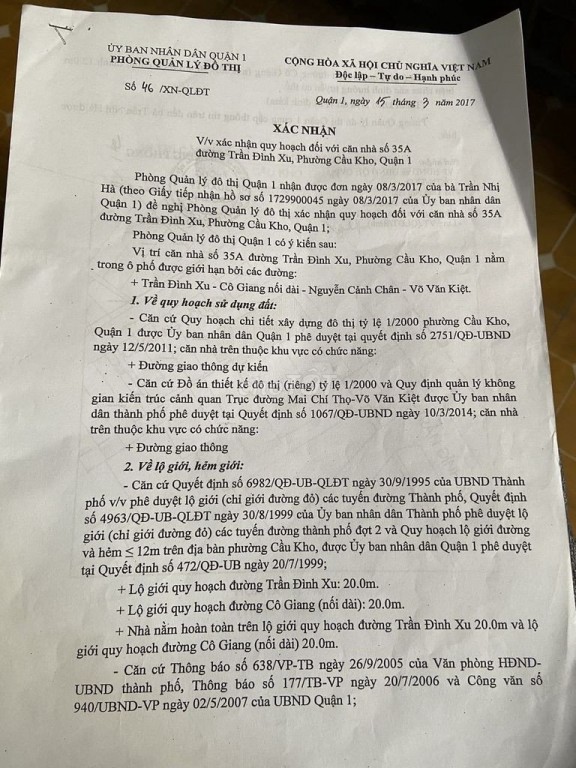 ỦY BAN NHÂN DÂN QUẬN 1
PHÒNG QUẢN LÝ ĐÔ THỊ
Số 46 /XN-QLĐT
CỘNG HÒA XÃ HỘI CHỦ NGHĨA VIỆT NAM
Độc lập – Tự do – Hạnh phúc
Quận 1, ngày 15 tháng 3 năm 2017
XÁC NHẬN
V/v xác nhận quy hoạch đối với căn nhà số 35A
đường Trần Đình Xu, Phường Cầu Kho, Quận 1
Phòng Quản lý đô thị Quận 1 nhận được đơn ngày 08/3/2017 của bà Trần Nhị
Hà (theo Giấy tiếp nhận hồ sơ số 1729900045 ngày 08/3/2017 của Ủy ban nhân dân
Quận 1) đề nghị Phòng Quản lý đô thị xác nhận quy hoạch đối với căn nhà số 35A
đường Trần Đình Xu, Phường Cầu Kho, Quận 1;
Phòng Quản lý đô thị Quận 1 có ý kiến sau:
Vị trí căn nhà số 35A đường Trần Đình Xu, Phường Cầu Kho, Quận 1 nằm
trong ô phố được giới hạn bởi các đường:
+ Trần Đình Xu - Cô Giang nối dài - Nguyễn Cảnh Chân - Võ Văn Kiệt.
1. Về quy hoạch sử dụng đất:
- Căn cứ Quy hoạch chi tiết xây dựng đô thị tỷ lệ 1/2000 phường Cầu Kho,
Quận 1 được Ủy ban nhân dân Quận 1 phê duyệt tại quyết định số 2751/QĐ-UBND
ngày 12/5/2011; căn nhà trên thuộc khu vực có chức năng:
+ Đường giao thông dự kiến
- Căn cứ Đồ án thiết kế đô thị (riêng) tỷ lệ 1/2000 và Quy định quản lý không
gian kiến trúc cảnh quan Trục đường Mai Chí Thọ-Võ Văn Kiệt được Ủy ban nhân
dân thành phố phê duyệt tại Quyết định số 1067/QĐ-UBND ngày 10/3/2014; căn nhà
trên thuộc khu vực có chức năng:
+ Đường giao thông
2. Về lộ giới, hẻm giới:
- Căn cứ Quyết định số 6982/QĐ-UB-QLĐT ngày 30/9/1995 của UBND Thành
phố v/v phê duyệt lộ giới (chỉ giới đường đỏ) các tuyến đường Thành phố, Quyết định
số 4963/QĐ-UB-QLĐT ngày 30/8/1999 của Ủy ban nhân dân Thành phố phê duyệt lộ
giới (chỉ giới đường đỏ) các tuyến đường thành phố đợt 2 và Quy hoạch lộ giới đường
và hẻm ≤ 12m trên địa bàn phường Cầu Kho, được Ủy ban nhân dân Quận 1 phê duyệt
tại Quyết định số 472/QĐ-UB ngày 20/7/1999;
+ Lộ giới quy hoạch đường Trần Đình Xu: 20.0m.
+ Lộ giới quy hoạch đường Cô Giang (nối dài): 20.0m.
+ Nhà nằm hoàn toàn trên lộ giới quy hoạch đường Trần Đình Xu 20.0m và lộ
giới quy hoạch đường Cô Giang (nối dài) 20.0m.
- Căn cứ Thông báo số 638/VP-TB ngày 26/9/2005 của Văn phòng HĐND-
UBND thành phố, Thông báo số 177/TB-VP ngày 20/7/2006 và Công văn số
940/UBND-VP ngày 02/5/2007 của UBND Quận 1;